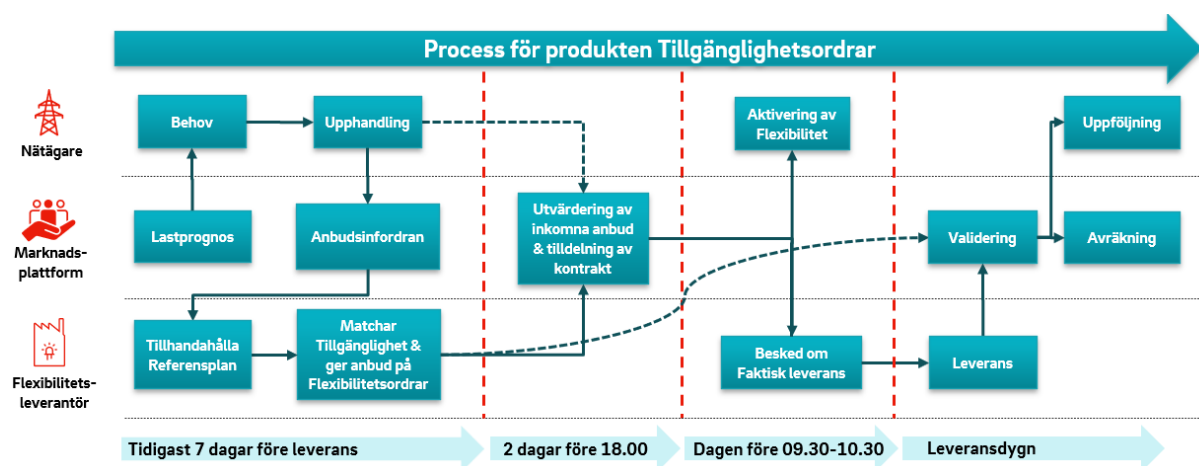 Process för produkten Tillgänglighetsordrar
Nätägare
Behov
Upphandling
Aktivering av
Flexibilitet
Uppföljning
Marknads-
plattform
Lastprognos
Anbudsinfordran
Utvärdering av
inkomna anbud
& tilldelning av
kontrakt
Validering
Avräkning
Flexibilitets-
leverantör
Tillhandahålla
Referensplan
Matchar
Tillgänglighet &
ger anbud på
Flexibilitetsordrar
Besked om
Faktisk leverans
Leverans
Tidigast 7 dagar före leverans
2 dagar före 18.00
Dagen före 09.30-10.30
Leveransdygn